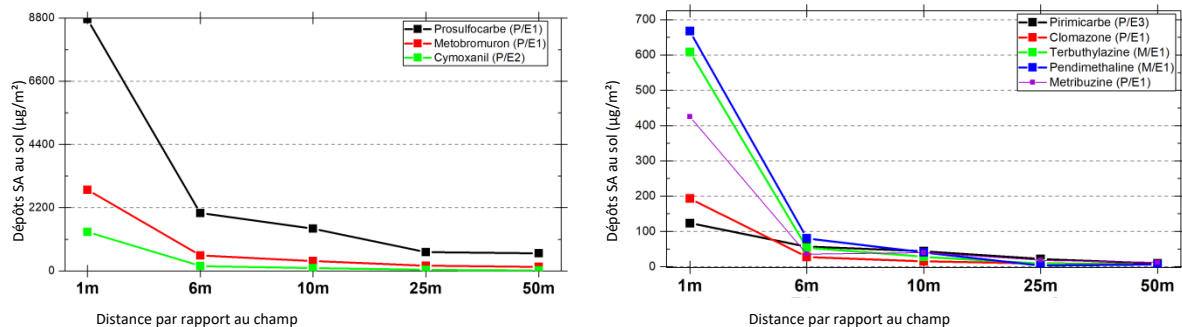 Dépôts SA au sol (µg/m²)
8800
6600
4400
2200
0
Prosulfocarbe (P/E1)
Metobromuron (P/E1)
Cymoxanil (P/E2)
1m 6m 10m 25m 50m
Distance par rapport au champ
Dépôts SA au sol (µg/m²)
700
600
500
400
300
200
100
0
Pirimicarbe (P/E3)
Clomazone (P/E1)
Terbuthylazine (M/E1)
Pendimethaline (M/E1)
Metribuzine (P/E1)
1m 6m 10m 25m 50m
Distance par rapport au champ